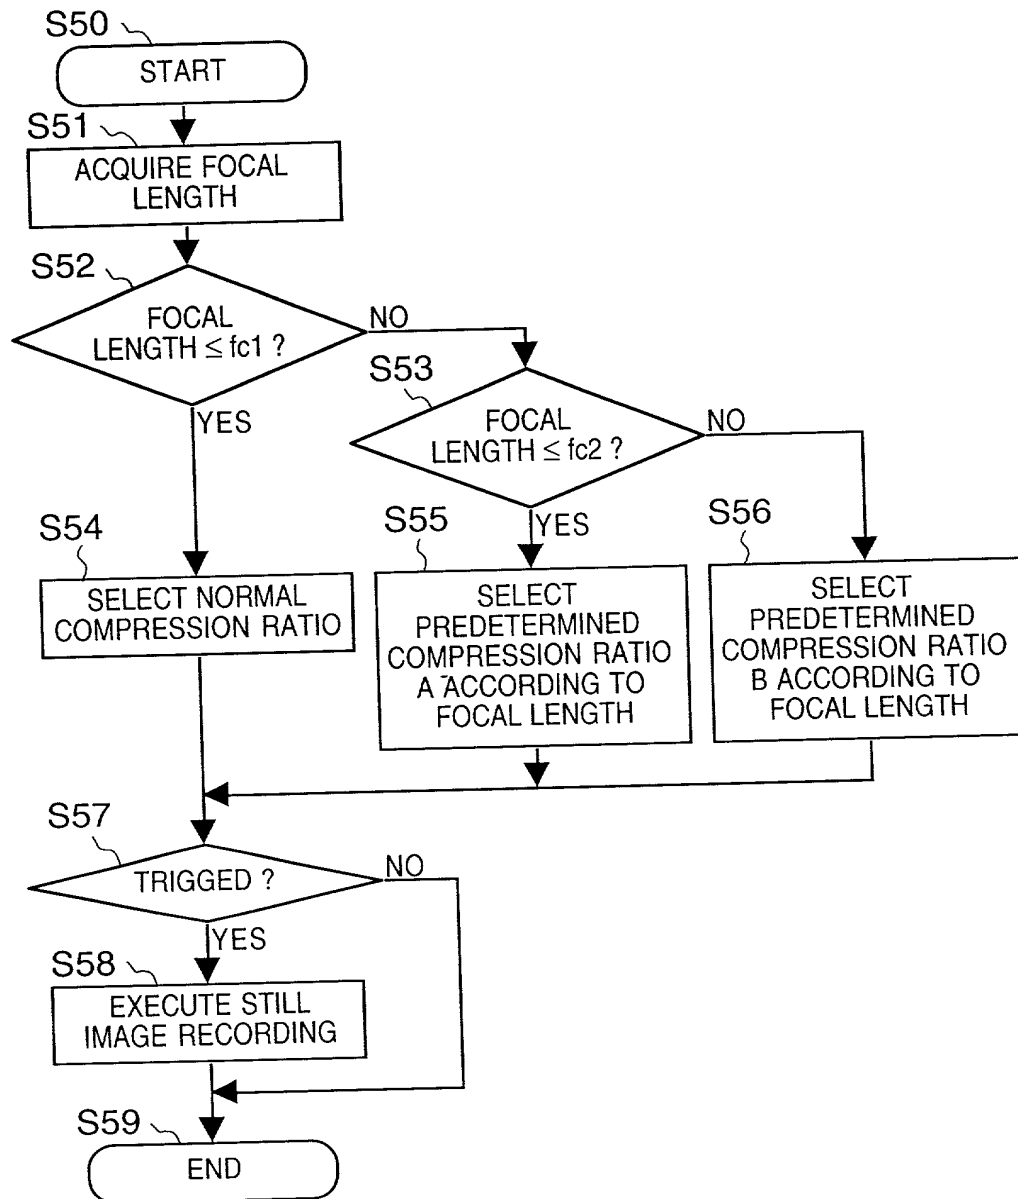 S50
START
S51
ACQUIRE FOCAL
LENGTH
S52
FOCAL
LENGTH ≤ fc1 ?
NO
YES
S53
FOCAL
LENGTH ≤ fc2 ?
NO
YES
S54
SELECT NORMAL
COMPRESSION RATIO
S55
SELECT
PREDETERMINED
COMPRESSION RATIO
A ACCORDING TO
FOCAL LENGTH
S56
SELECT
PREDETERMINED
COMPRESSION RATIO
B ACCORDING TO
FOCAL LENGTH
S57
TRIGGED ?
NO
YES
S58
EXECUTE STILL
IMAGE RECORDING
S59
END